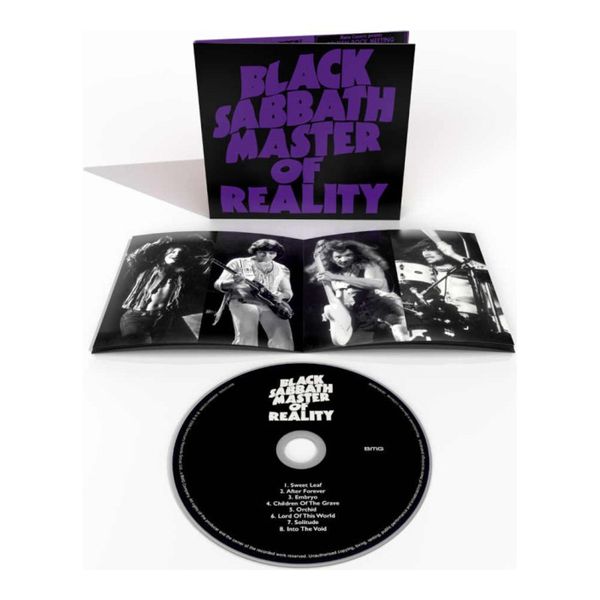 BLACK
SABBATH
MASTER
OF
REALITY
BLACK
SABBATH
MASTER
OF
REALITY
BMG
1. Sweet Leaf
2. After Forever
3. Embryo
4. Children Of The Grave
5. Orchid
6. Lord Of This World
7. Solitude
8. Into The Void